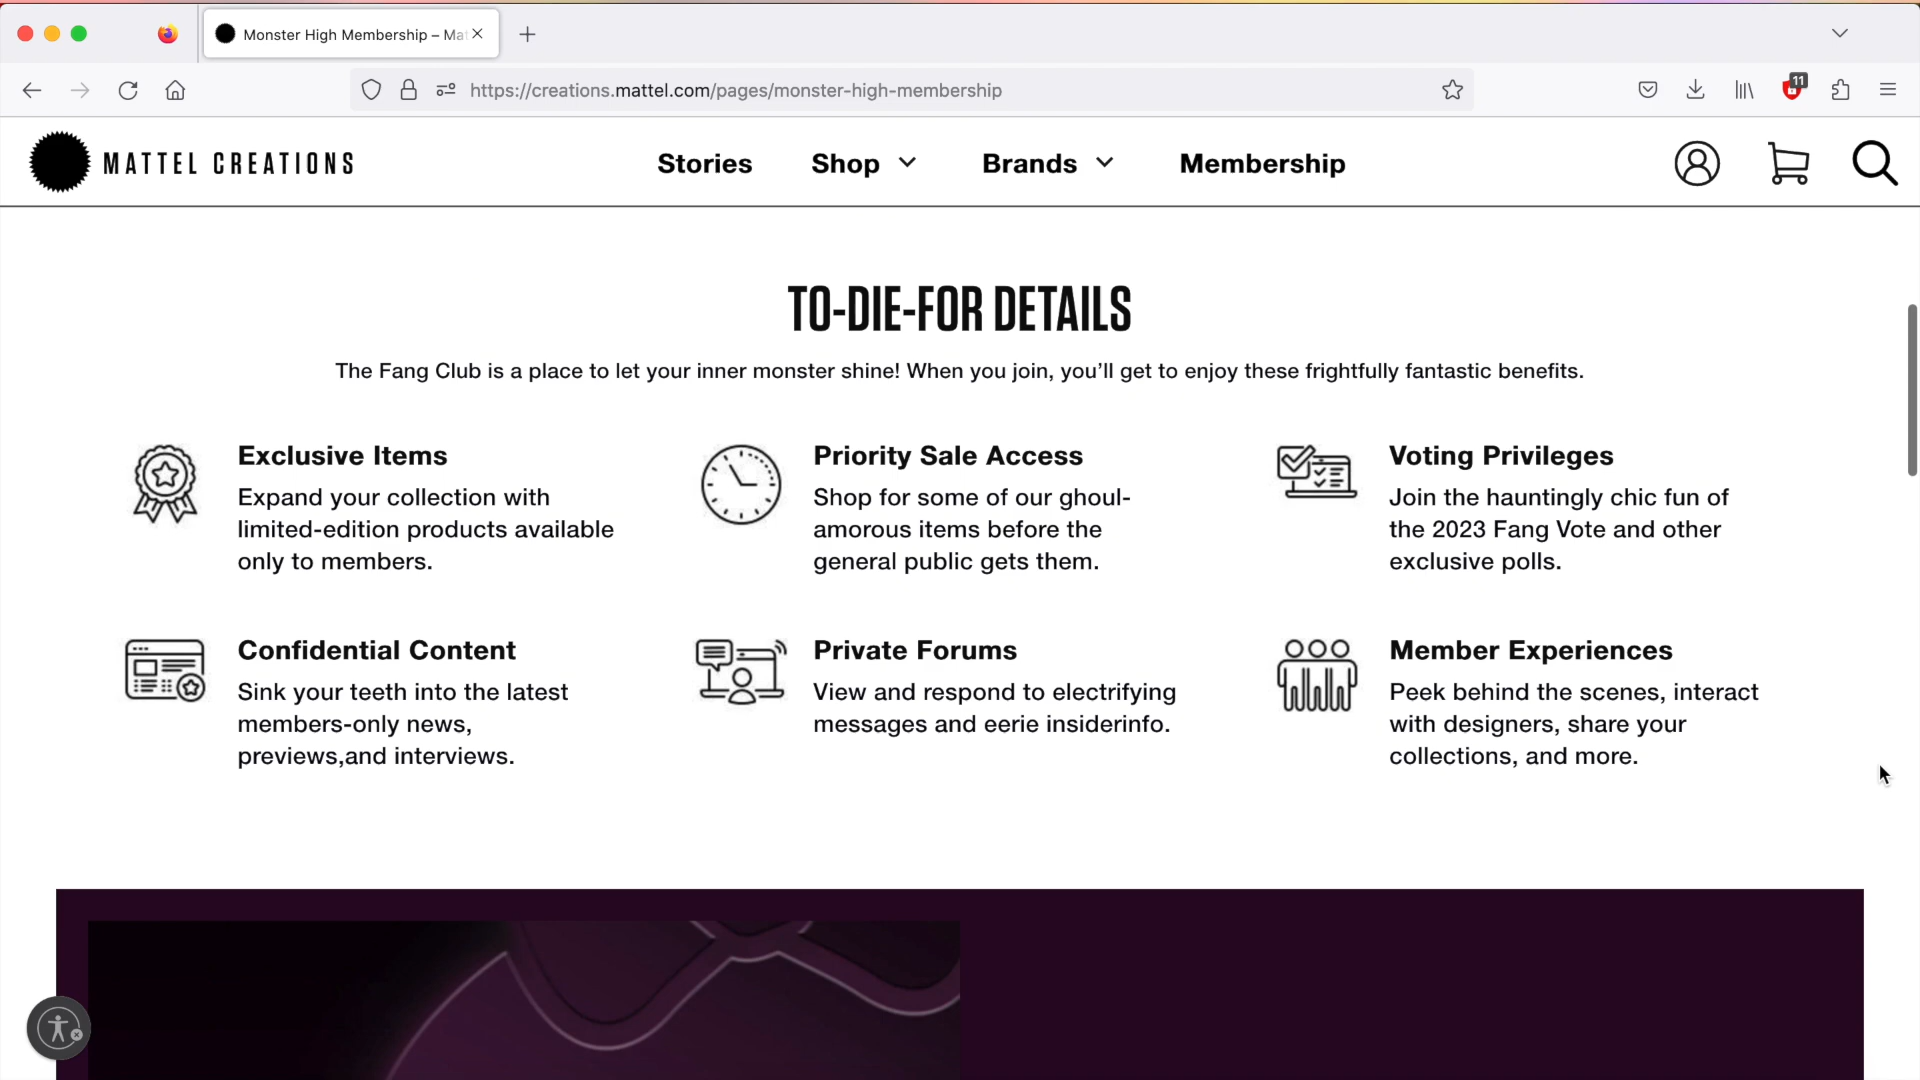 Monster High Membership – Mat
https://creations.mattel.com/pages/monster-high-membership
11
MATTEL CREATIONS
Stories Shop Brands Membership
TO-DIE-FOR DETAILS
The Fang Club is a place to let your inner monster shine! When you join, you’ll get to enjoy these frightfully fantastic benefits.
Exclusive Items
Expand your collection with
limited-edition products available
only to members.
Priority Sale Access
Shop for some of our ghoul-
amorous items before the
general public gets them.
Voting Privileges
Join the hauntingly chic fun of
the 2023 Fang Vote and other
exclusive polls.
Confidential Content
Sink your teeth into the latest
members-only news,
previews,and interviews.
Private Forums
View and respond to electrifying
messages and eerie insiderinfo.
Member Experiences
Peek behind the scenes, interact
with designers, share your
collections, and more.